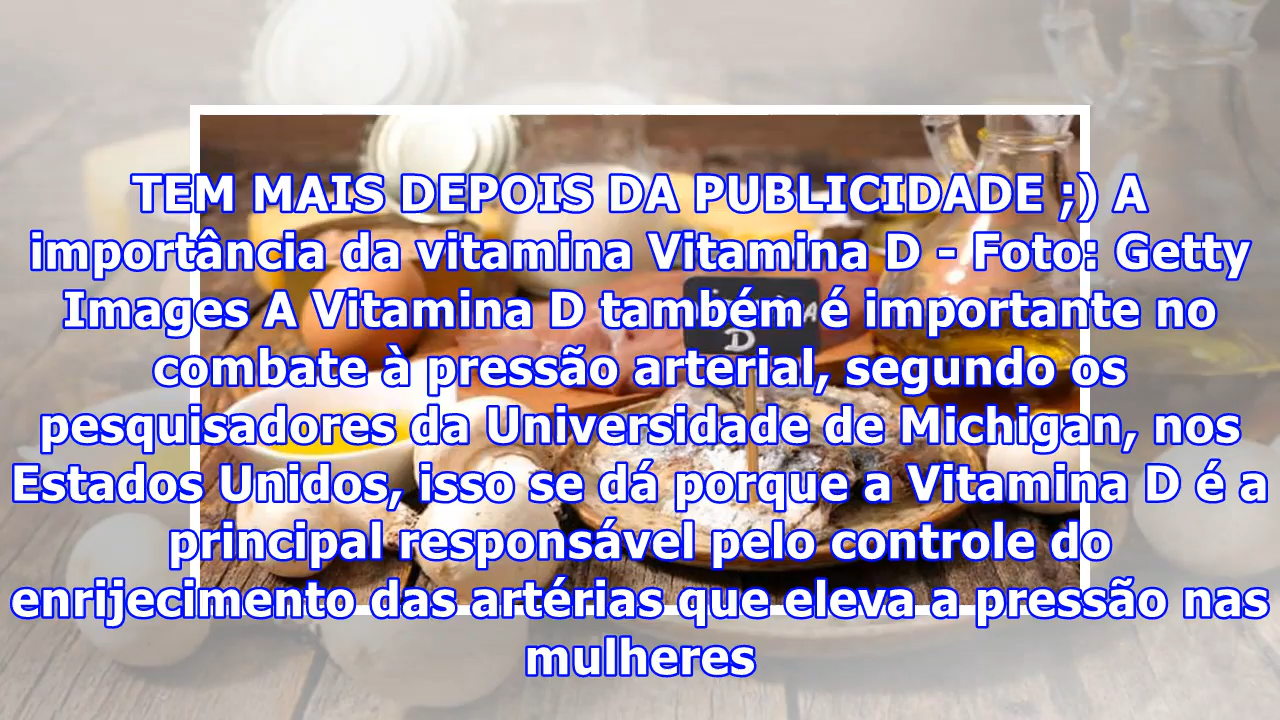 TEM MAIS DEPOIS DA PUBLICIDADE ;) A
importância da vitamina Vitamina D - Foto: Getty
Images A Vitamina D também é importante no
combate à pressão arterial, segundo os
pesquisadores da Universidade de Michigan, nos
Estados Unidos, isso se dá porque a Vitamina D é a
principal responsável pelo controle do
enrijecimento das artérias que eleva a pressão nas
mulheres
D